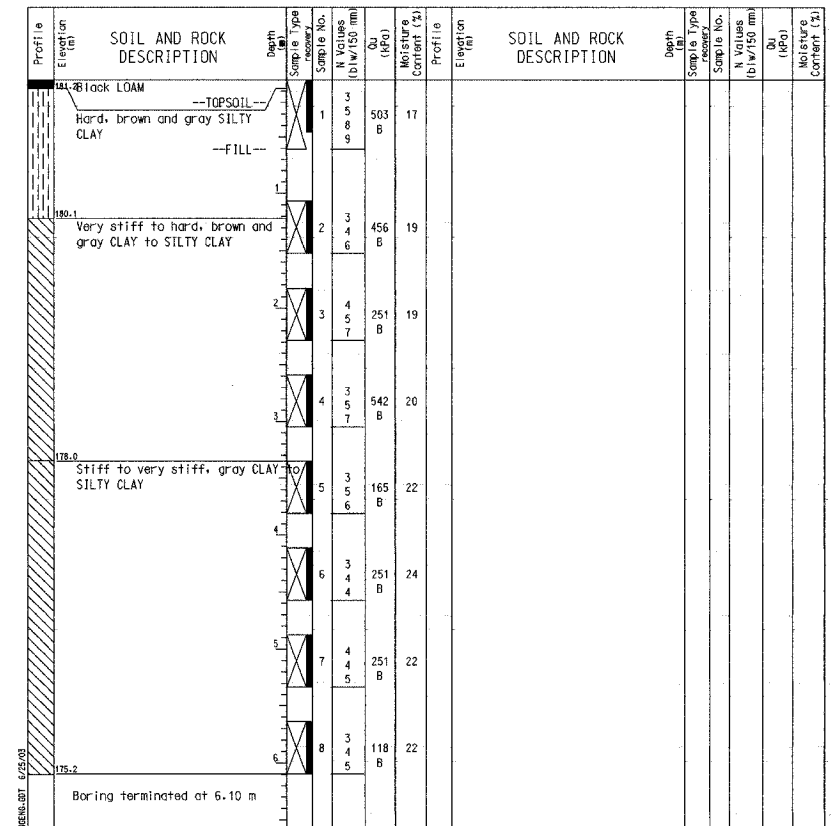 Profile
Elevation
(m)
SOIL AND ROCK
DESCRIPTION
Depth
(m)
Sample Type
recovery
Sample No.
N Values
(blw/150 mm)
Qu
(kPa)
Moisture
Content (%)
Profile
Elevation
(m)
SOIL AND ROCK
DESCRIPTION
Depth
(m)
Sample Type
recovery
Sample No.
N Values
(blw/150 mm)
Qu
(kPa)
Moisture
Content (%)
181.2 Black LOAM
--TOPSOIL--
Hard, brown and gray SILTY
CLAY
--FILL--
1
3
5
8
9
503
B
17
1
180.1
Very stiff to hard, brown and
gray CLAY to SILTY CLAY
2
3
4
6
456
B
19
2
3
4
5
7
251
B
19
3
4
3
5
7
542
B
20
178.0
Stiff to very stiff, gray CLAY to
SILTY CLAY
5
3
5
6
165
B
22
4
6
3
4
4
251
B
24
5
7
4
4
5
251
B
22
6
8
3
4
5
118
B
22
175.2
Boring terminated at 6.10 m
6/25/03